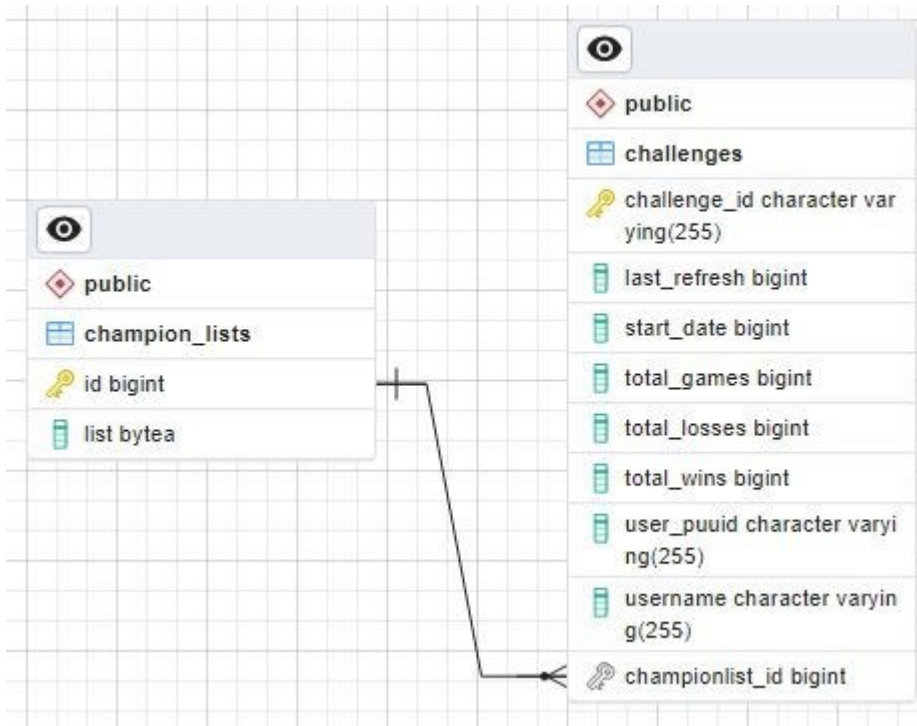 public
champion_lists
id bigint
list bytea
public
challenges
challenge_id character var
ying(255)
last_refresh bigint
start_date bigint
total_games bigint
total_losses bigint
total_wins bigint
user_puuid character varyi
ng(255)
username character varyin
g(255)
championlist_id bigint